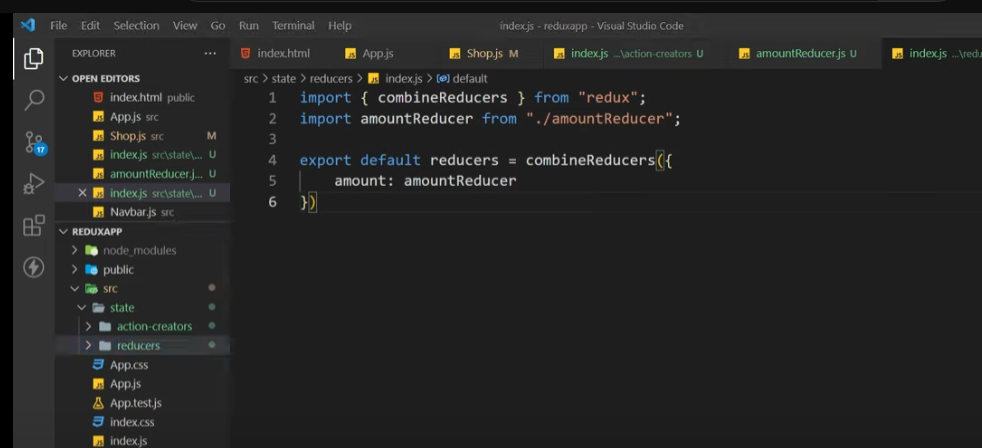 File Edit Selection View Go Run Terminal Help index.js - reduxapp - Visual Studio Code
EXPLORER ... index.html App.js Shop.js M index.js ...\action-creators U amountReducer.js U index.js ...\redu
OPEN EDITORS
index.html public
App.js src
Shop.js src M
index.js src\state\... U
amountReducer.j... U
index.js src\state\... U
Navbar.js src
17
REDUXAPP
node_modules
public
src
state
action-creators
reducers
App.css
App.js
App.test.js
index.css
index.js
src > state > reducers > index.js > default
1 import { combineReducers } from "redux";
2 import amountReducer from "./amountReducer";
3
4 export default reducers = combineReducers({
5 amount: amountReducer
6 })